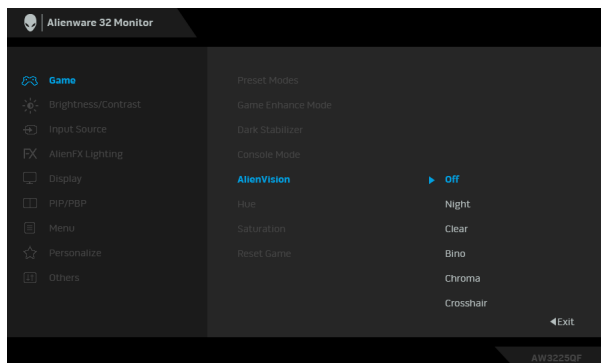 Alienware 32 Monitor
Game
Preset Modes
Brightness/Contrast
Game Enhance Mode
Input Source
Dark Stabilizer
FX AlienFX Lighting
Console Mode
Display
AlienVision
Off
PIP/PBP
Hue
Night
Menu
Saturation
Clear
Personalize
Reset Game
Bino
Others
Chroma
Crosshair
Exit
AW3225QF